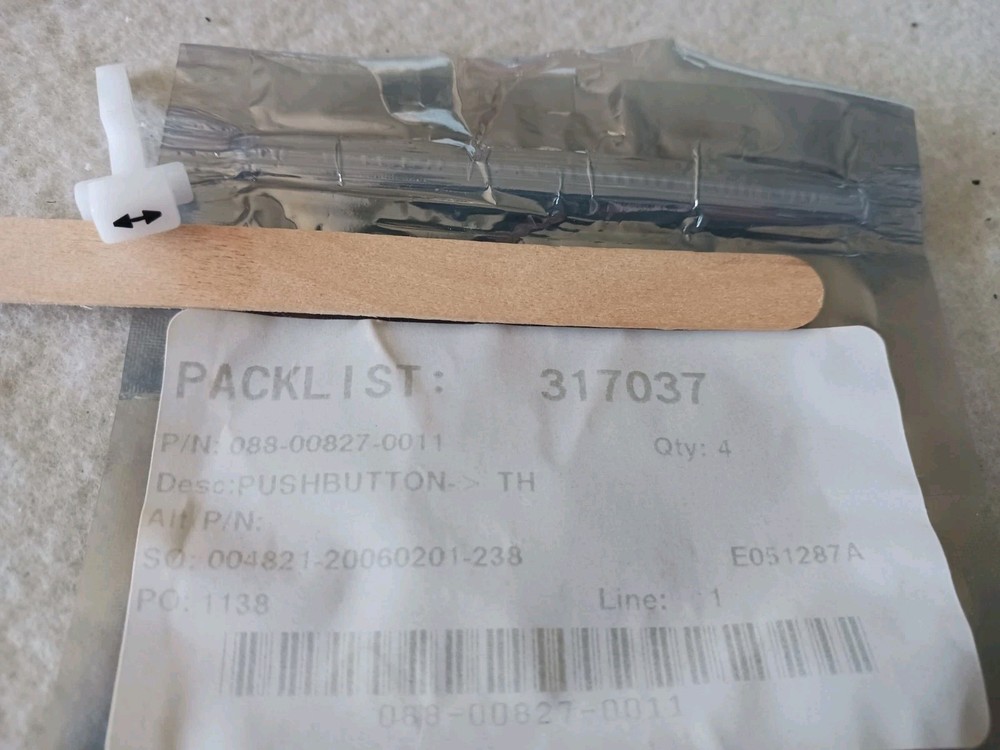 PACKLIST: 317037
P/N: 088-00827-0011 Qty: 4
Desc:PUSHBUTTON-> TH
Alt P/N:
SO: 004821-20060201-238 E051287A
PO: 1138 Line: 1
088-00827-0011